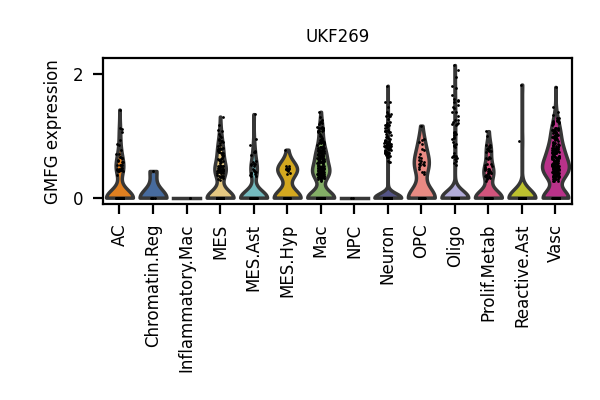 UKF269
GMFG expression
2
0
AC
Chromatin.Reg
Inflammatory.Mac
MES
MES.Ast
MES.Hyp
Mac
NPC
Neuron
OPC
Oligo
Prolif.Metab
Reactive.Ast
Vasc